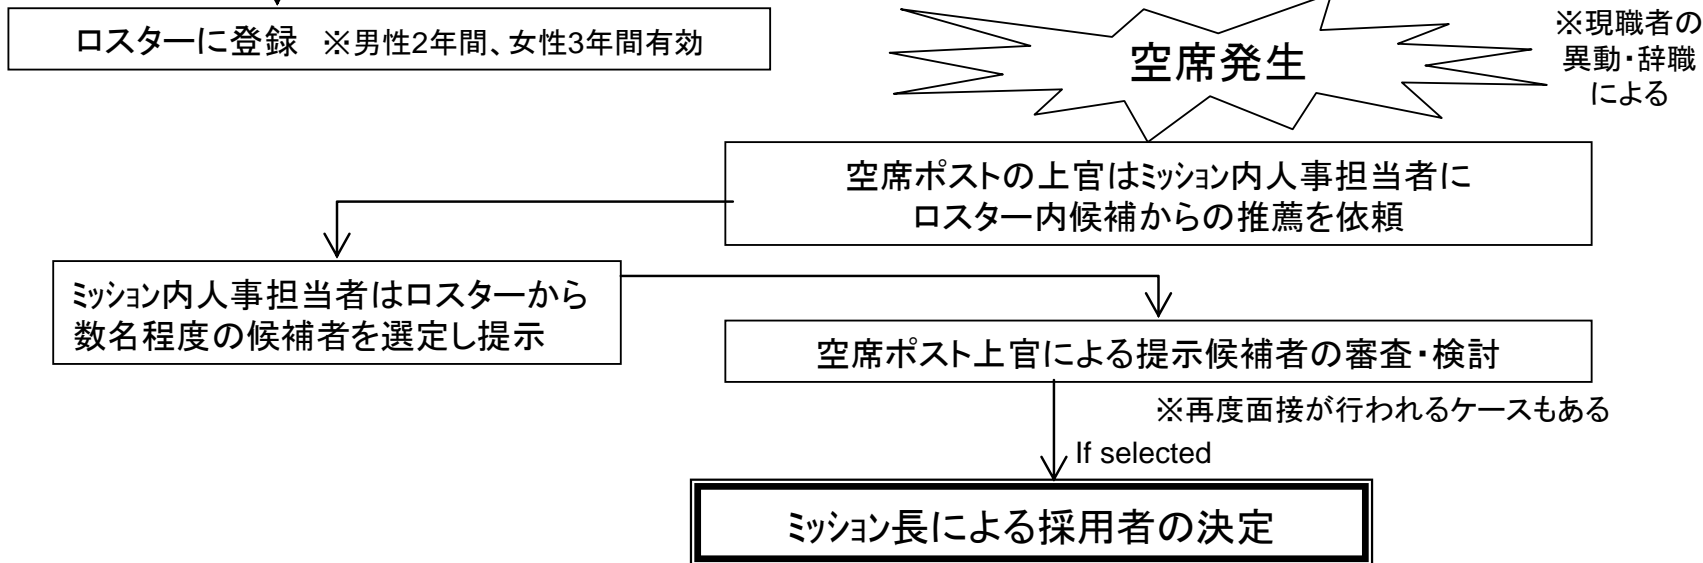 ロスターに登録 ※男性2年間、女性3年間有効
空席発生
※現職者の
異動・辞職
による
空席ポストの上官はミッション内人事担当者に
ロスター内候補からの推薦を依頼
ミッション内人事担当者はロスターから
数名程度の候補者を選定し提示
空席ポスト上官による提示候補者の審査・検討
※再度面接が行われるケースもある
If selected
ミッション長による採用者の決定